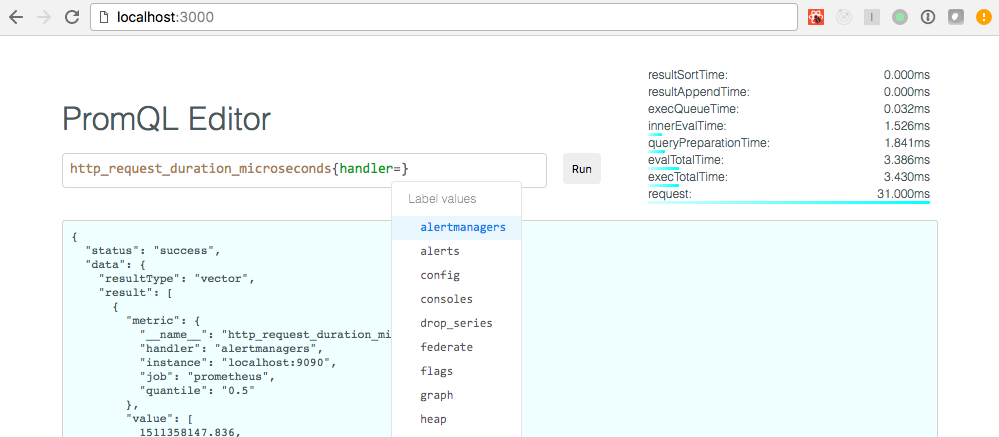 localhost:3000
resultSortTime: 0.000ms
resultAppendTime: 0.000ms
execQueueTime: 0.032ms
innerEvalTime: 1.526ms
queryPreparationTime: 1.841ms
evalTotalTime: 3.386ms
execTotalTime: 3.430ms
request: 31.000ms
PromQL Editor
http_request_duration_microseconds{handler=}
Run
Label values
alertmanagers
alerts
config
consoles
drop_series
federate
flags
graph
heap
{
"status": "success",
"data": {
"resultType": "vector",
"result": [
{
"metric": {
"__name__": "http_request_duration_mi
"handler": "alertmanagers",
"instance": "localhost:9090",
"job": "prometheus",
"quantile": "0.5"
},
"value": [
1511358147.836,